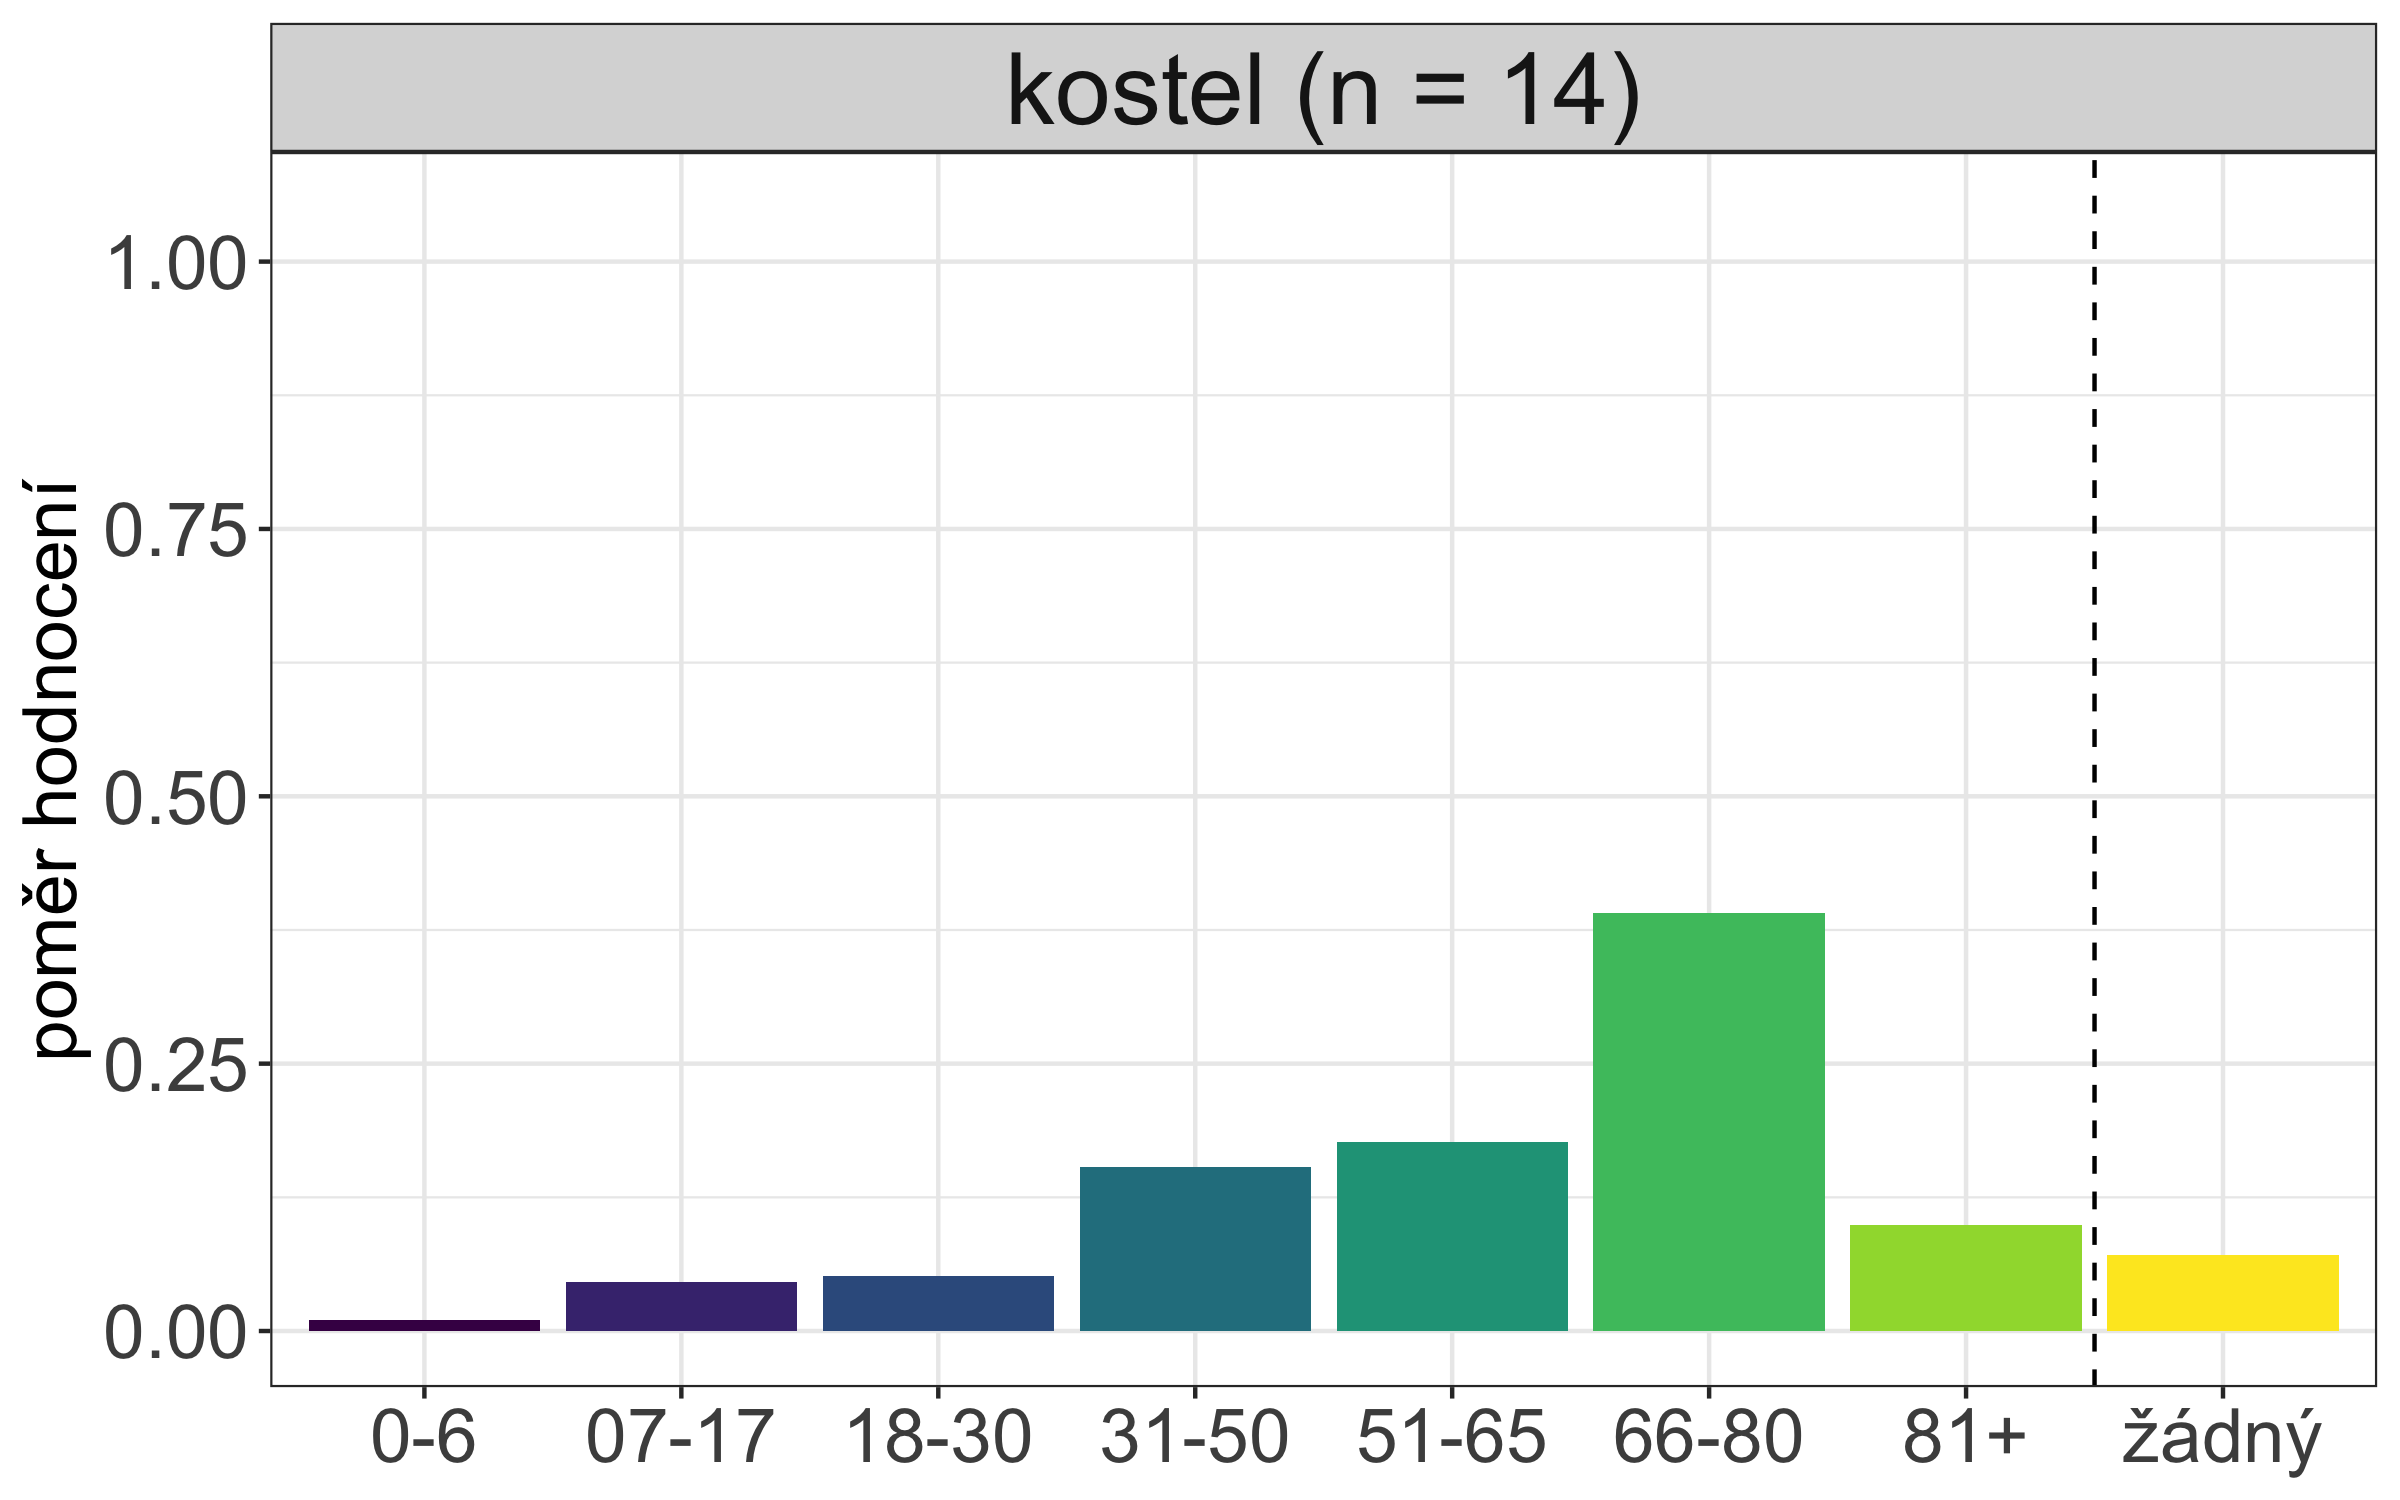 kostel (n = 14)
poměr hodnocení
1.00
0.75
0.50
0.25
0.00
0-6 07-17 18-30 31-50 51-65 66-80 81+ žádný